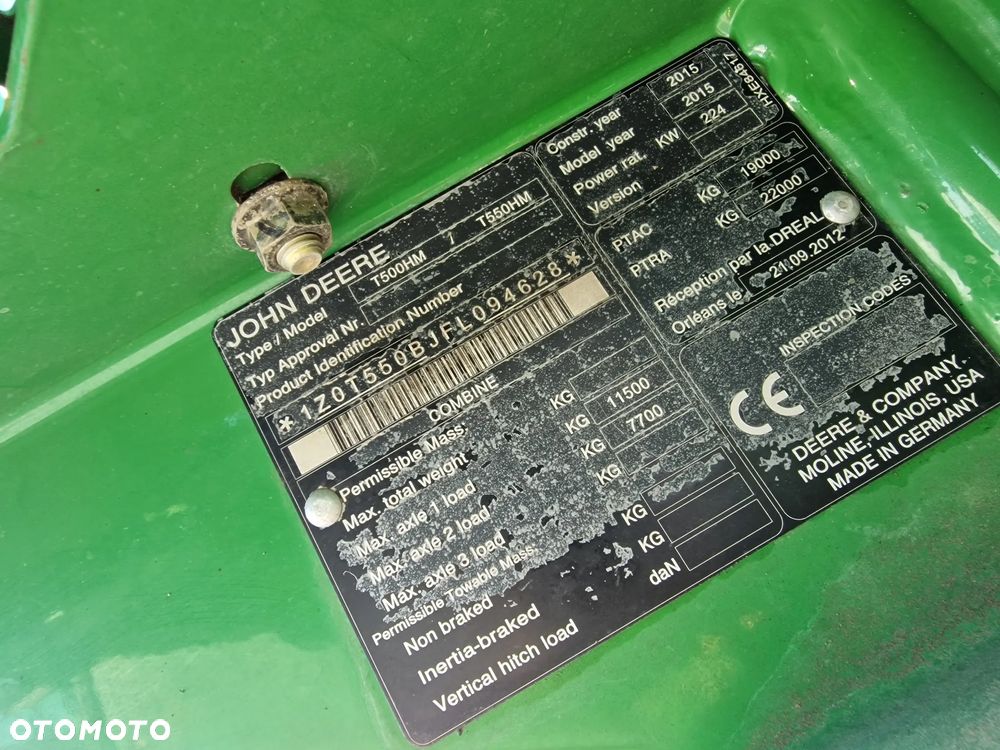 JOHN DEERE
Type / Model T500HM / T550HM
Typ Approval Nr.
Product Identification Number
*1Z0T550BJFL094628*
COMBINE
Permissible Mass.
Max. total weight KG
Max. axle 1 load KG 11500
Max. axle 2 load KG 7700
Max. axle 3 load KG
Permissible Towable Mass.
Non braked KG
Inertia-braked KG
Vertical hitch load daN
Constr. year 2015
Model year 2015
Power rat. KW 224
Version
HXE84617
PTAC KG 19000
PTRA KG 22000
Réception par la DREAL
Orléans le 21.09.2012
INSPECTION CODES
CE
DEERE & COMPANY.
MOLINE, ILLINOIS, USA
MADE IN GERMANY
OTOMOTO